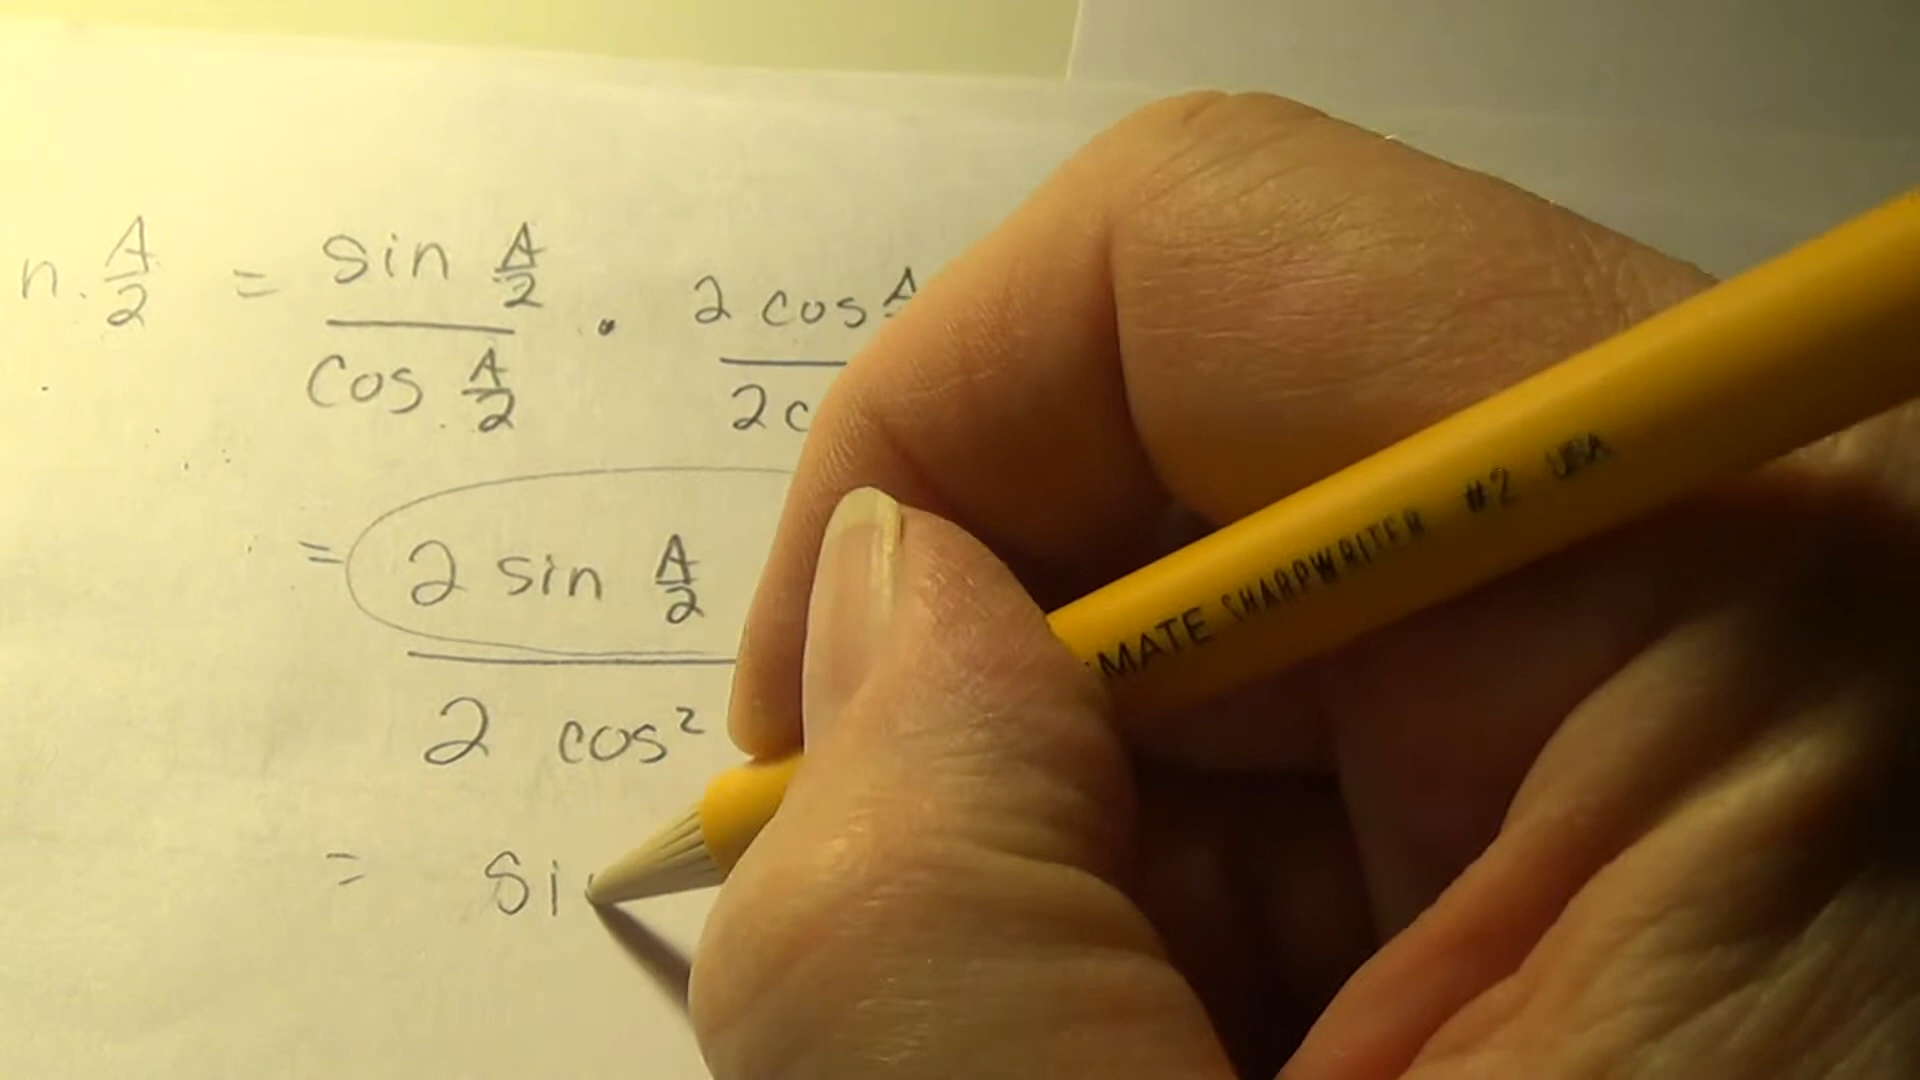 n. A/2 = sin A/2 / cos A/2 · 2 cos A / 2c
= 2 sin A/2 / 2 cos²
= Si
MATE SHARPWRITER #2 USA